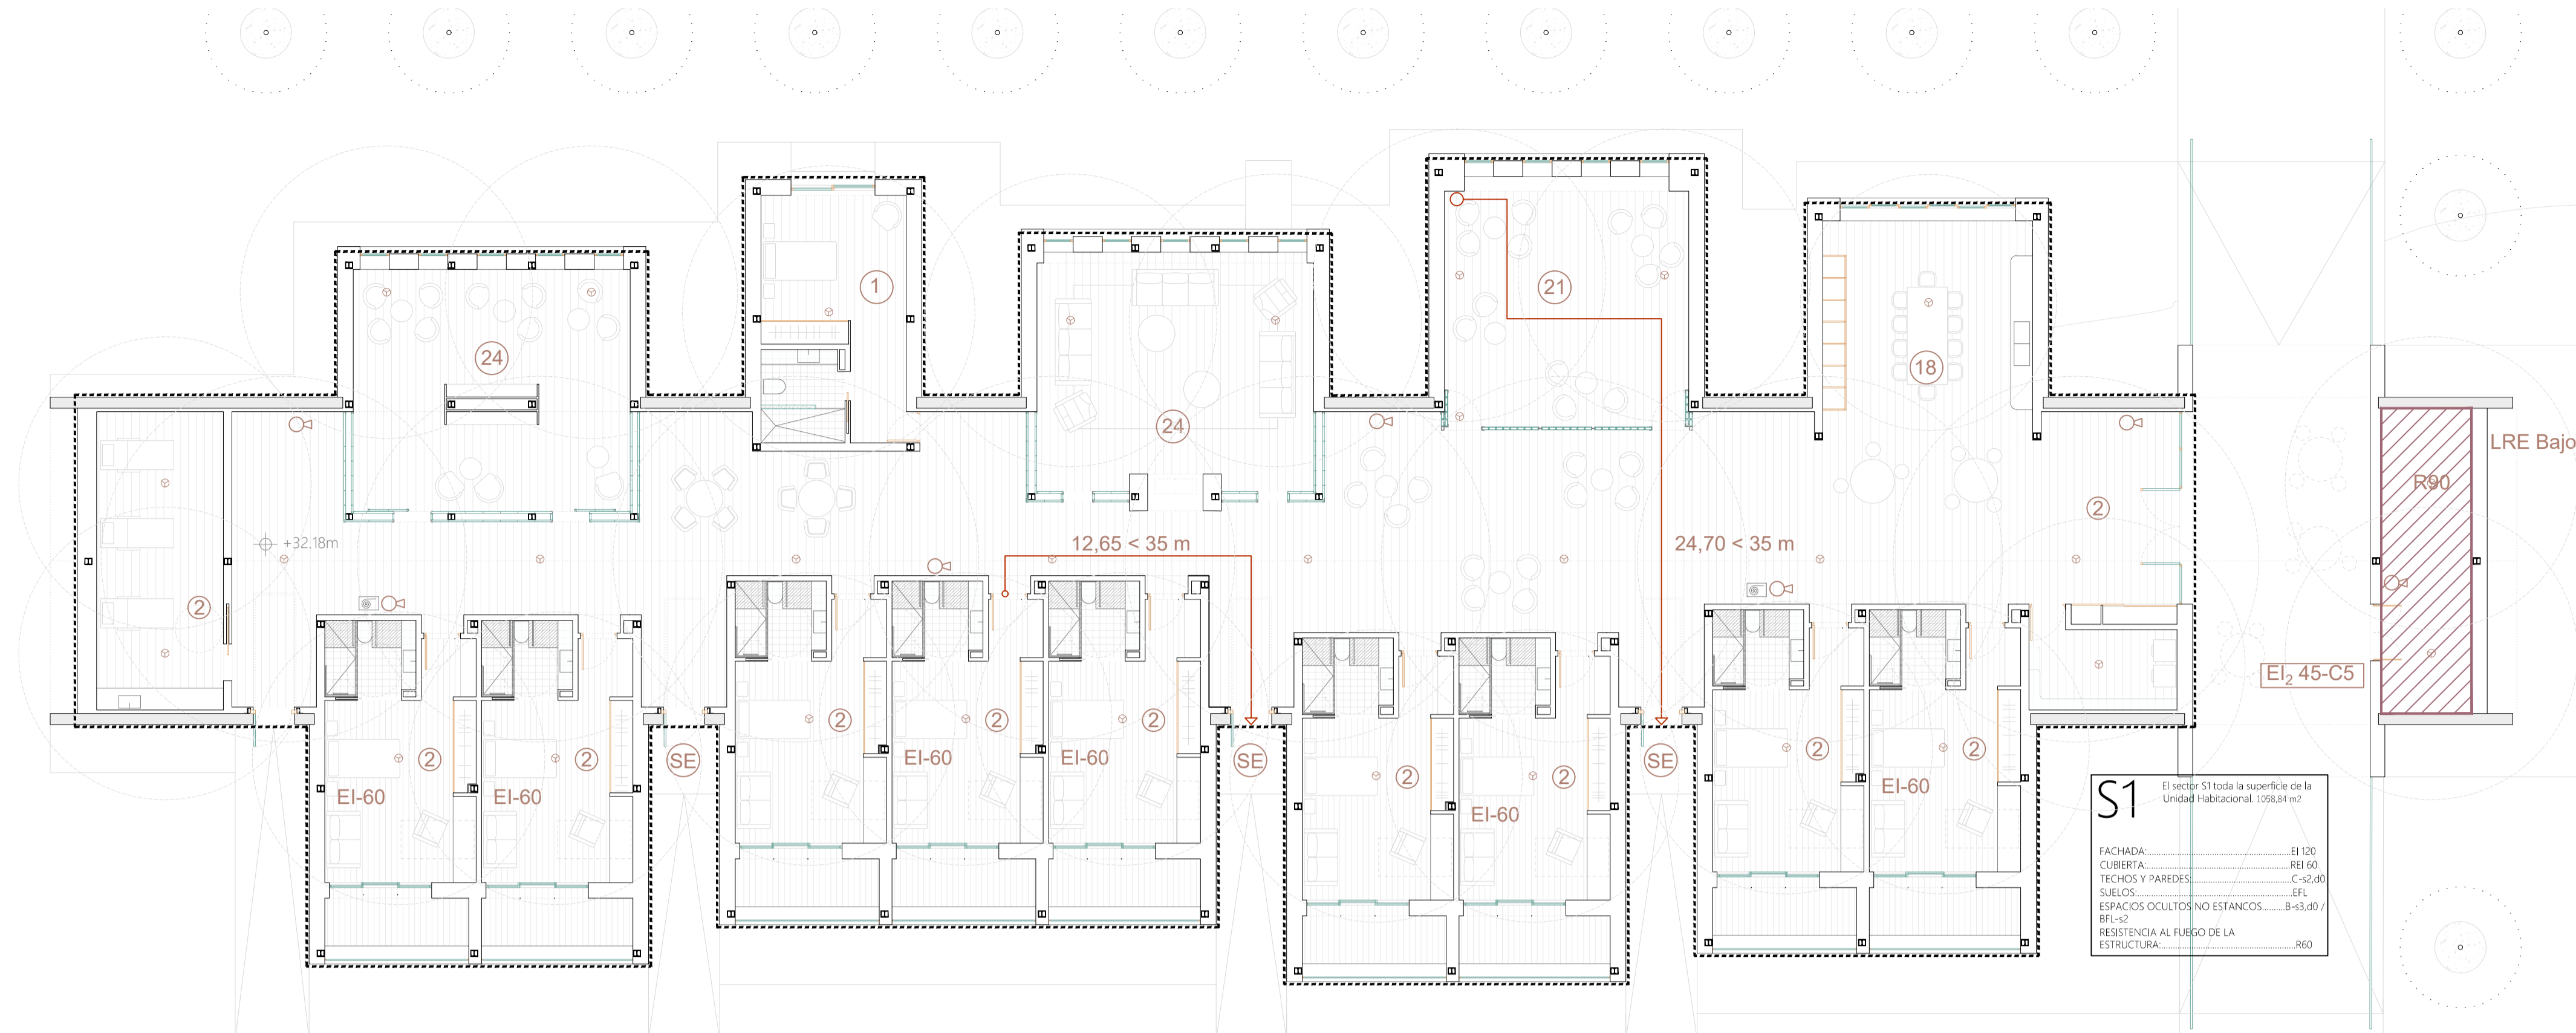 1
21
24
18
24
LRE Bajo
R90
2
12,65 < 35 m
24,70 < 35 m
+32.18m
2
EI₂ 45-C5
2
2
2
2
2
2
EI-60
EI-60
2
2
2
2
SE
SE
SE
EI-60
EI-60
EI-60
EI-60
S1
El sector S1 toda la superficie de la
Unidad Habitacional. 1058,84 m2
FACHADA:..........EI 120
CUBIERTA:..........REI 60
TECHOS Y PAREDES:..........C-s2,d0
SUELOS:..........EFL
ESPACIOS OCULTOS NO ESTANCOS.........B-s3,d0 /
BFL-s2
RESISTENCIA AL FUEGO DE LA
ESTRUCTURA:..........R60